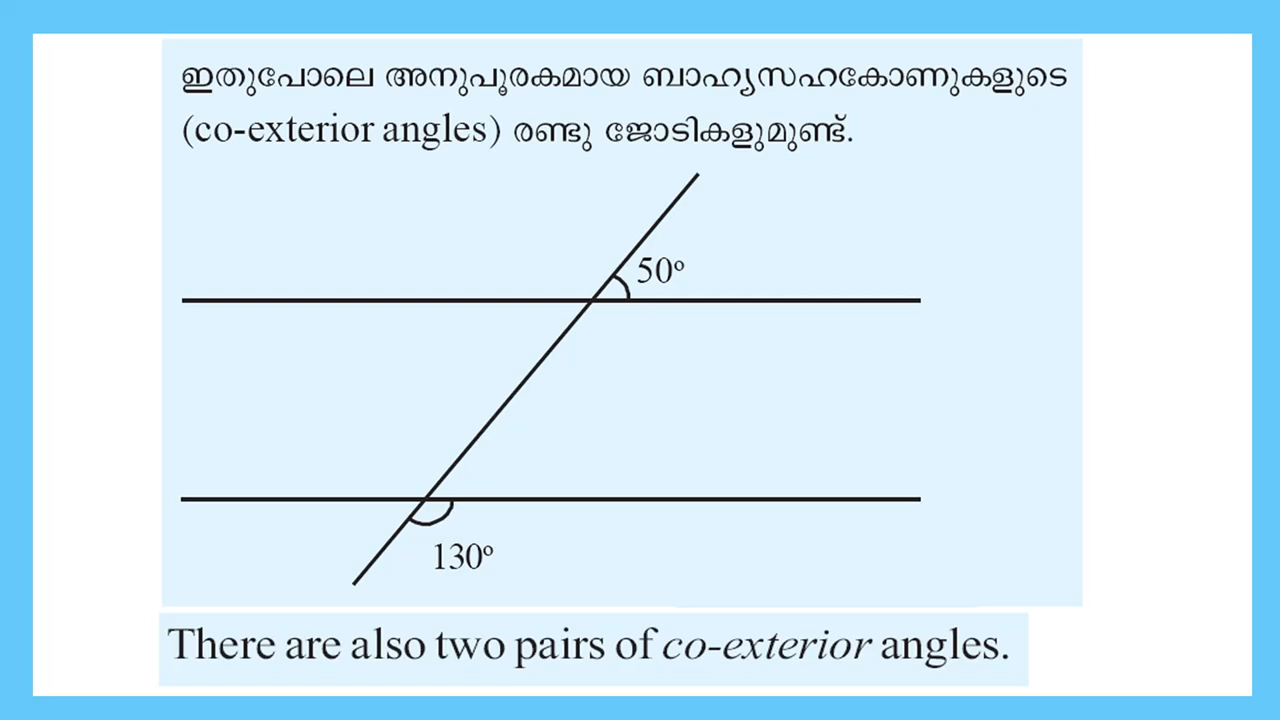 ഇതുപോലെ അനുപൂരകമായ ബാഹ്യസഹകോണുകളുടെ
(co-exterior angles) രണ്ടു ജോടികളുമുണ്ട്.
50°
130°
There are also two pairs of co-exterior angles.